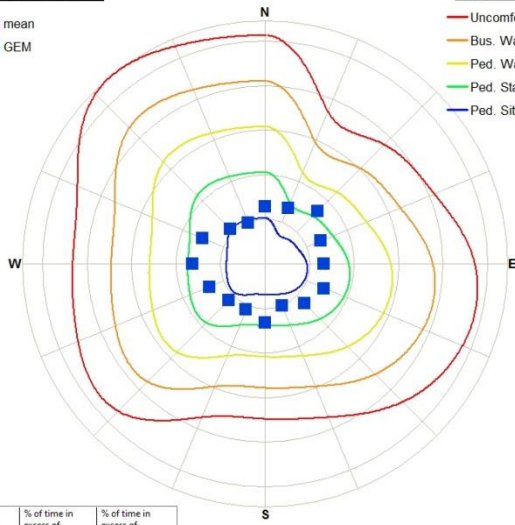 N
mean
GEM
Uncomf
Bus. Wa
Ped. Wa
Ped. Sta
Ped. Sit
W
E
S
% of time in
% of time in
excess of
excess of